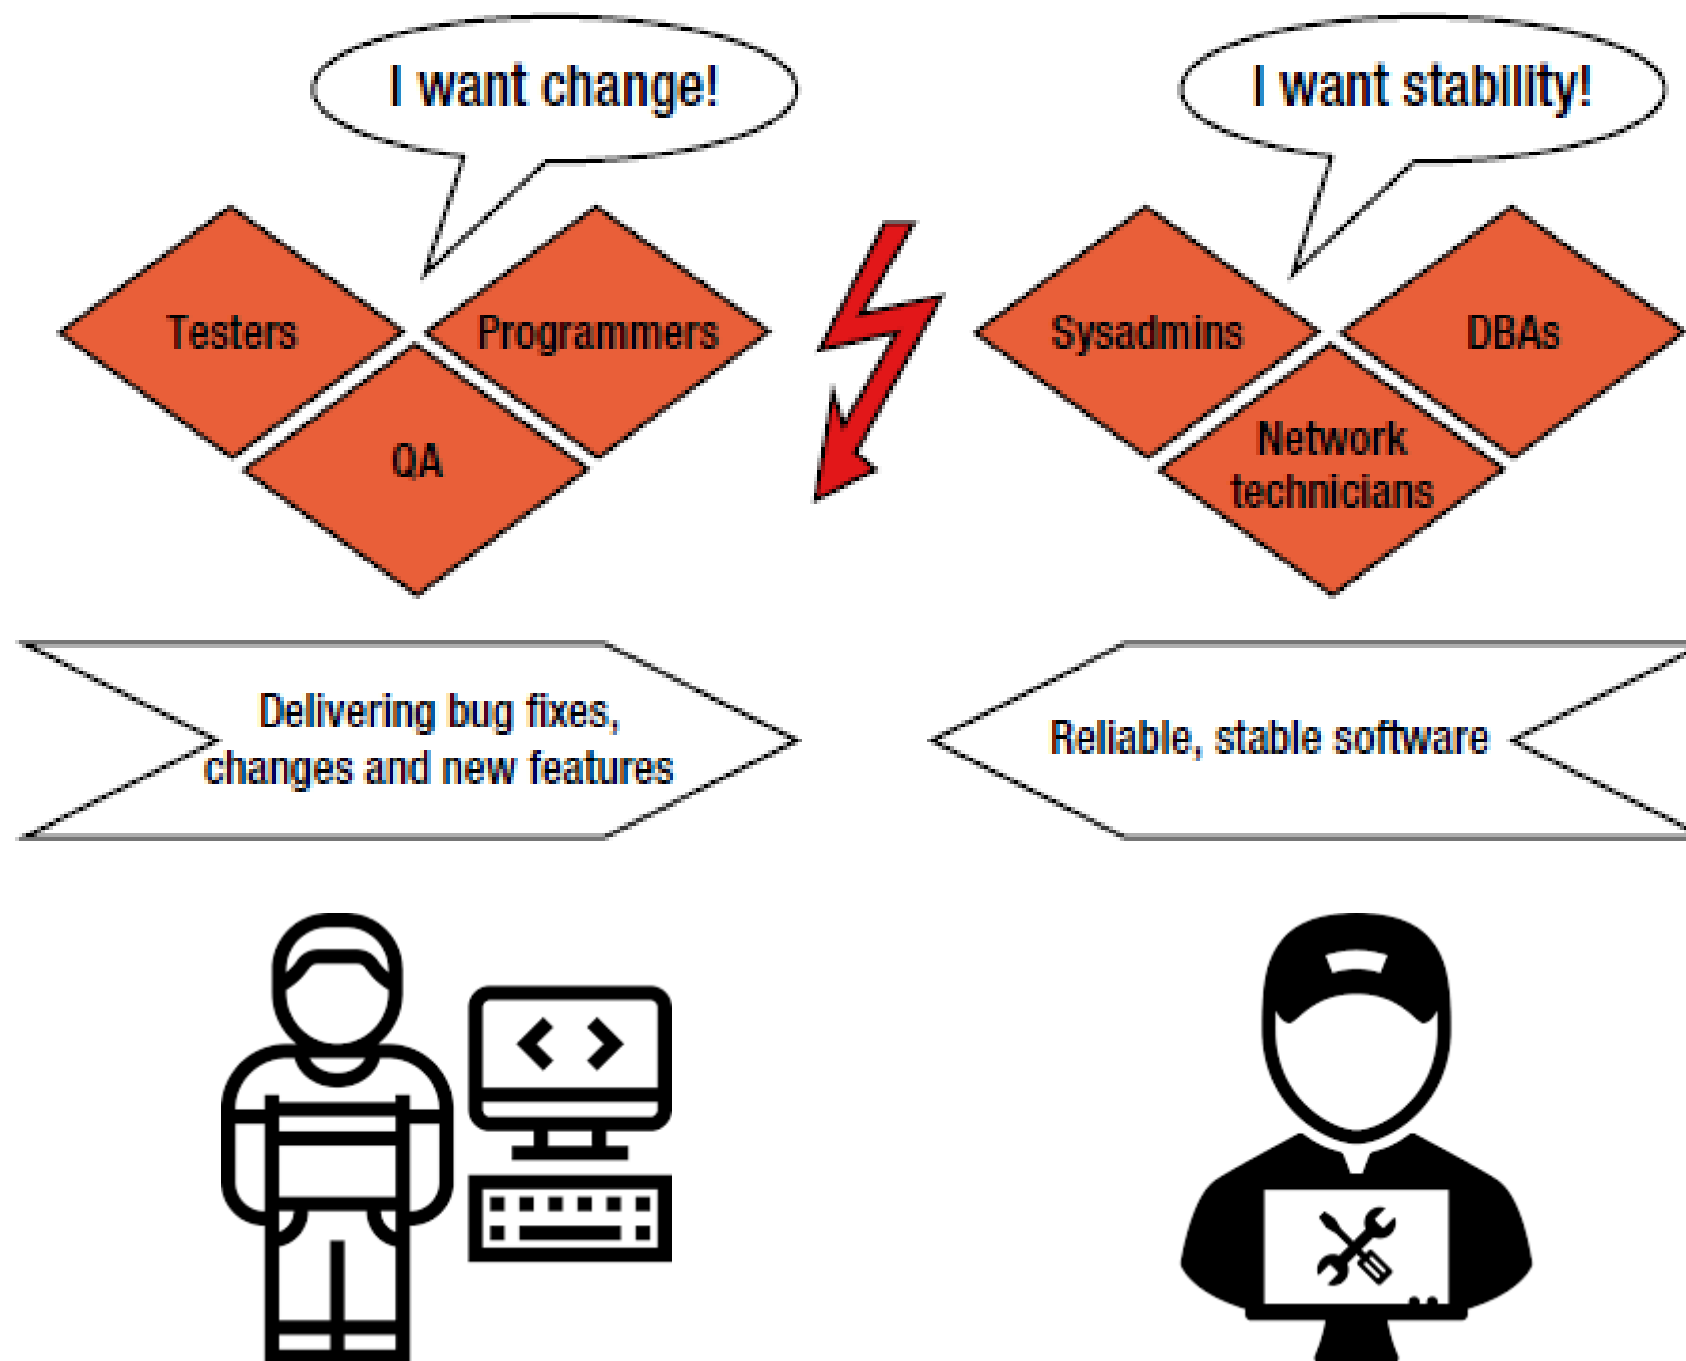 I want change!
I want stability!
Testers
Programmers
QA
Sysadmins
DBAs
Network
technicians
Delivering bug fixes,
changes and new features
Reliable, stable software